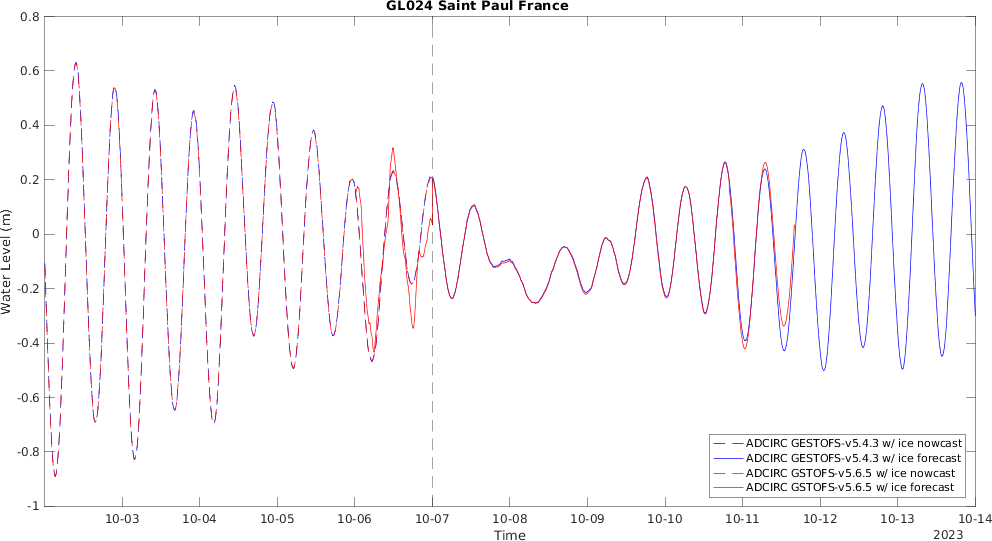 GL024 Saint Paul France
0.8
0.6
0.4
0.2
0
-0.2
-0.4
-0.6
-0.8
-1
Water Level (m)
10-03 10-04 10-05 10-06 10-07 10-08 10-09 10-10 10-11 10-12 10-13 10-14
Time
2023
ADCIRC GESTOFS-v5.4.3 w/ ice nowcast
ADCIRC GESTOFS-v5.4.3 w/ ice forecast
ADCIRC GSTOFS-v5.6.5 w/ ice nowcast
ADCIRC GSTOFS-v5.6.5 w/ ice forecast